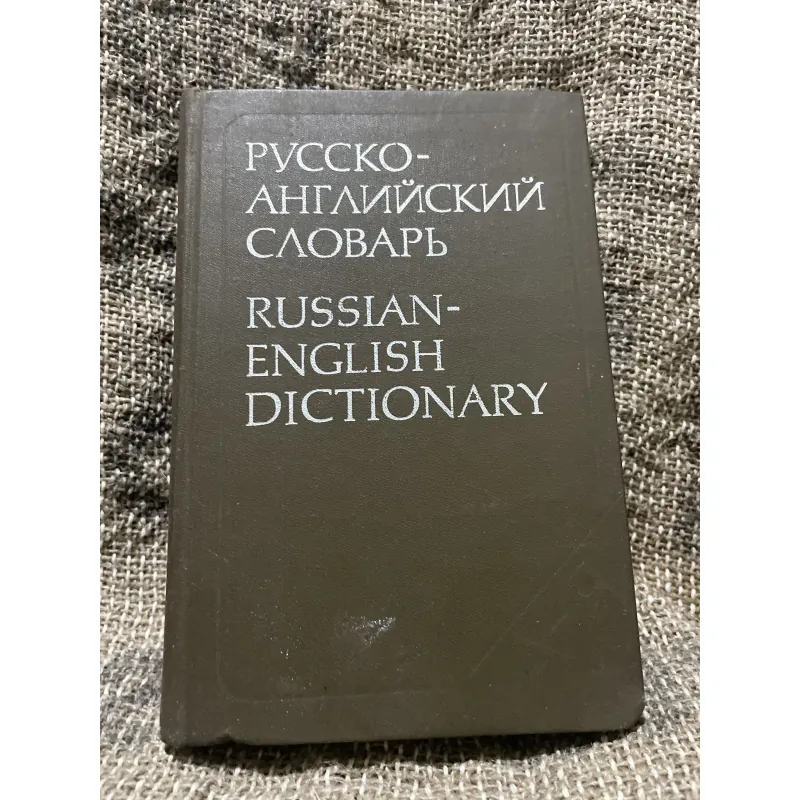 РУССКО-
АНГЛИЙСКИЙ
СЛОВАРЬ
RUSSIAN-
ENGLISH
DICTIONARY